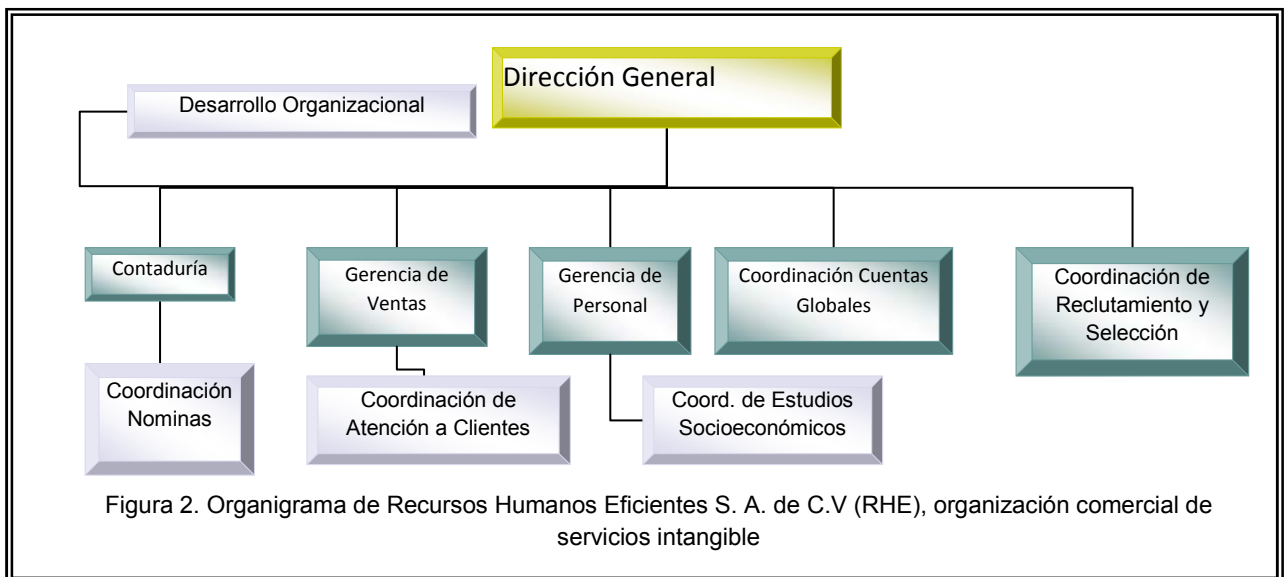 Dirección General
Desarrollo Organizacional
Contaduría
Gerencia de
Ventas
Gerencia de
Personal
Coordinación Cuentas
Globales
Coordinación de
Reclutamiento y
Selección
Coordinación
Nominas
Coordinación de
Atención a Clientes
Coord. de Estudios
Socioeconómicos
Figura 2. Organigrama de Recursos Humanos Eficientes S. A. de C.V (RHE), organización comercial de
servicios intangible